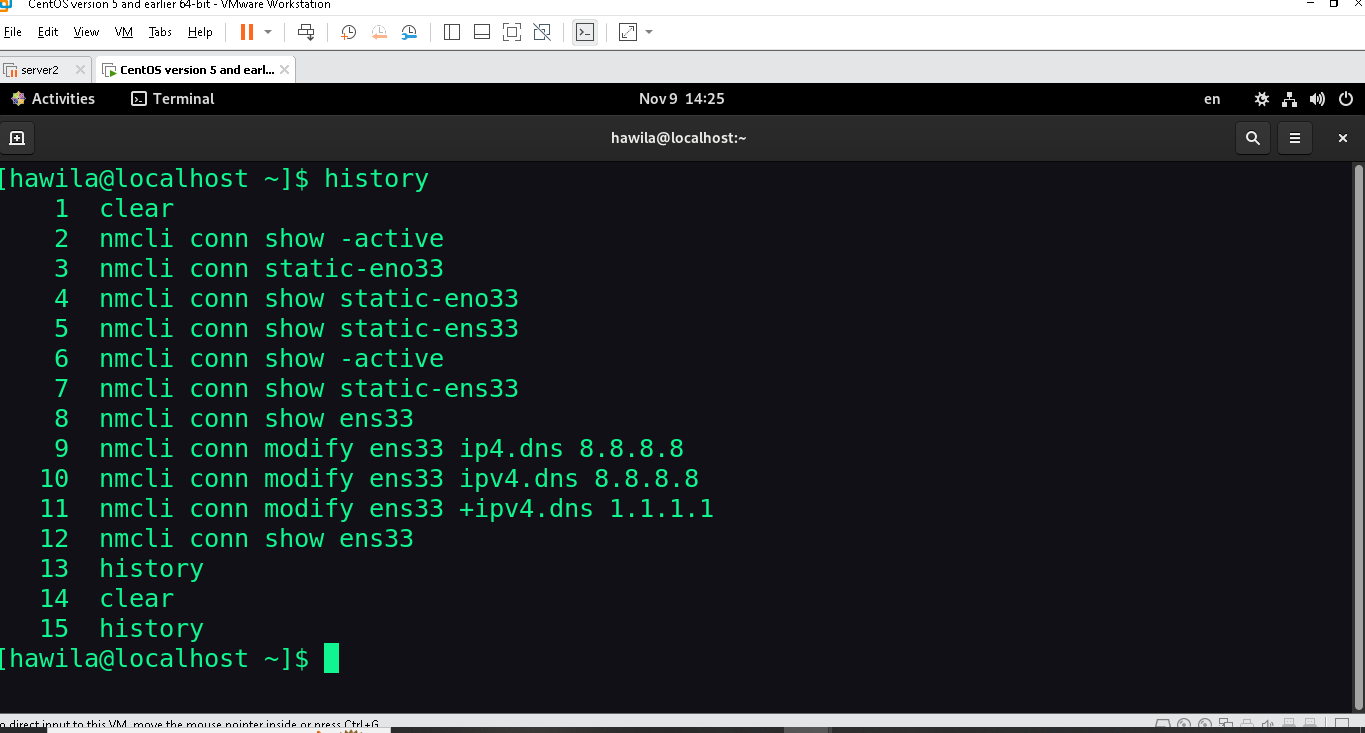 CentOS version 5 and earlier 64-bit - VMware Workstation
File Edit View VM Tabs Help
server2 CentOS version 5 and earl...
Activities Terminal Nov 9 14:25 en
hawila@localhost:~
[hawila@localhost ~]$ history
1 clear
2 nmcli conn show -active
3 nmcli conn static-eno33
4 nmcli conn show static-eno33
5 nmcli conn show static-ens33
6 nmcli conn show -active
7 nmcli conn show static-ens33
8 nmcli conn show ens33
9 nmcli conn modify ens33 ip4.dns 8.8.8.8
10 nmcli conn modify ens33 ipv4.dns 8.8.8.8
11 nmcli conn modify ens33 +ipv4.dns 1.1.1.1
12 nmcli conn show ens33
13 history
14 clear
15 history
[hawila@localhost ~]$
o direct input to this VM, move the mouse pointer inside or press Ctrl+G.